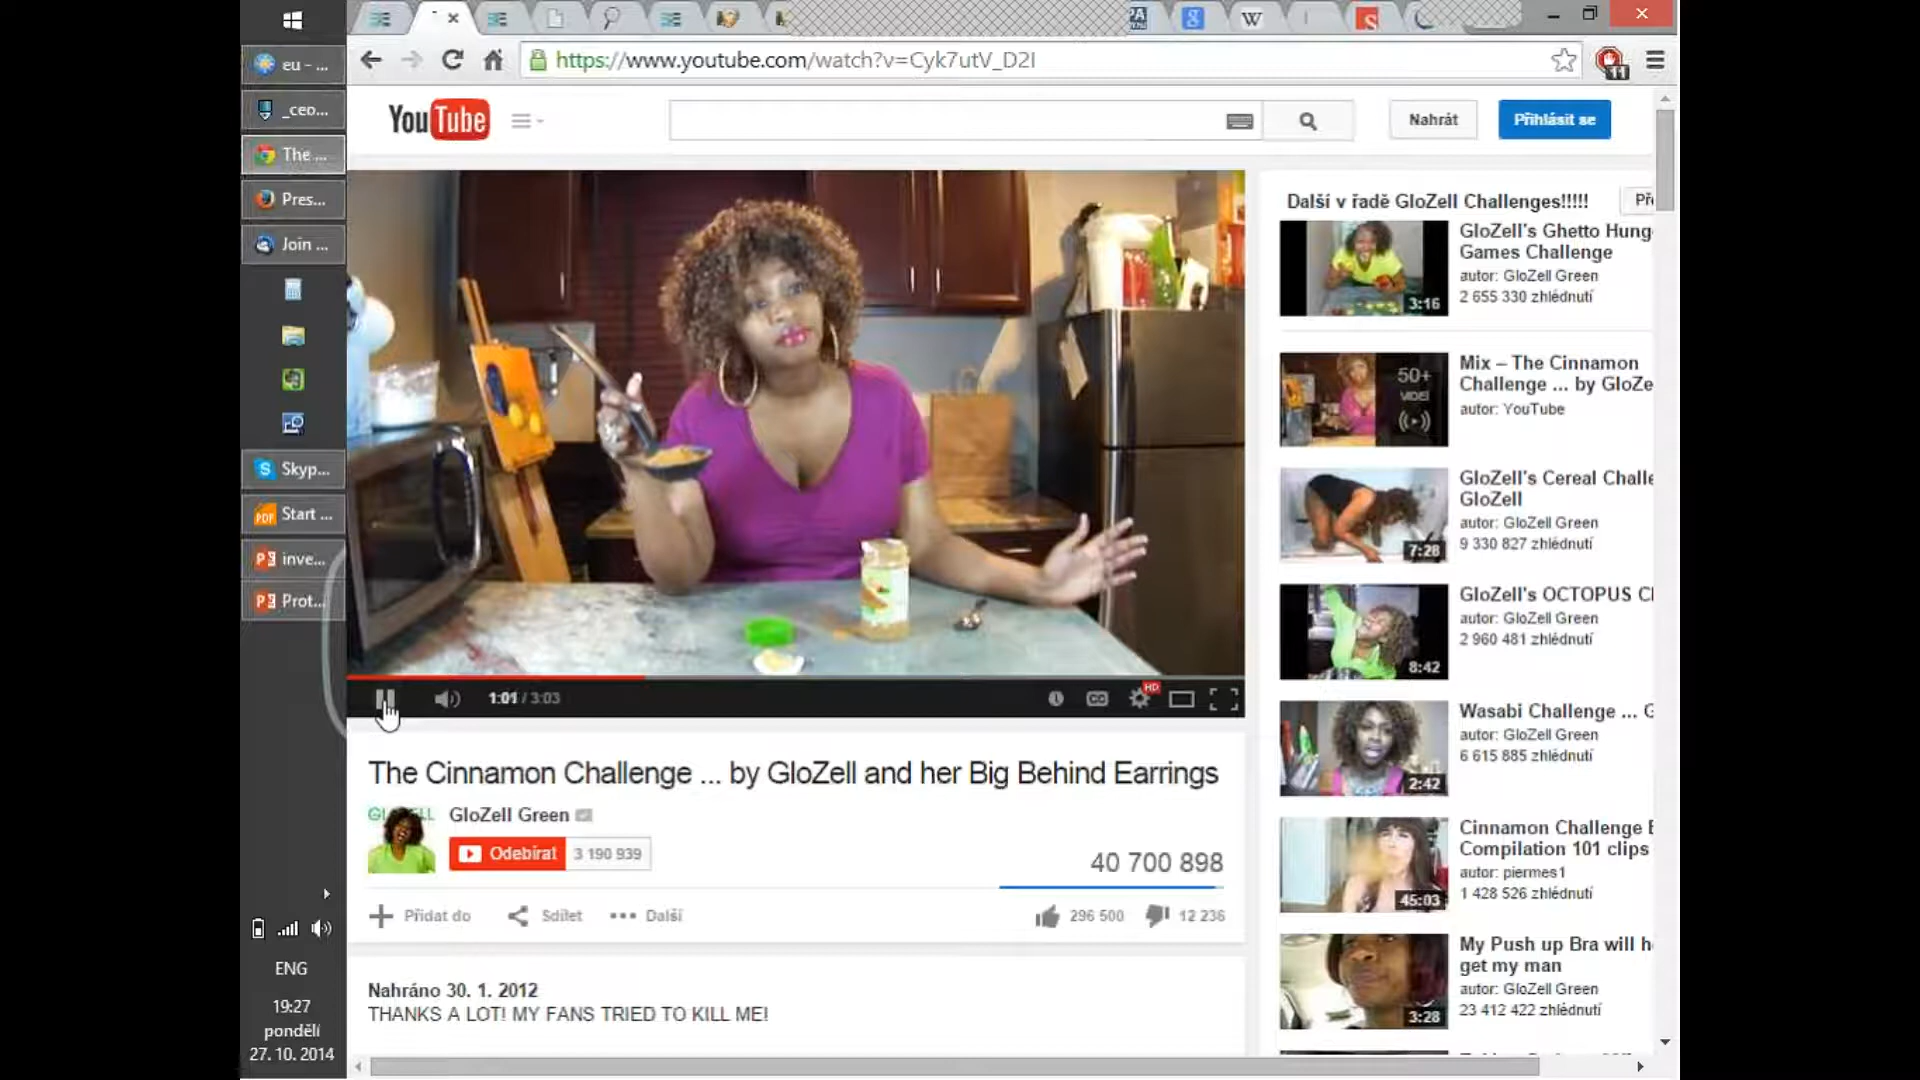 eu - ...
_cep...
The ...
Pres...
Join ...
Skyp...
Start ...
inve...
Prot...
ENG
19:27
pondělí
27. 10. 2014
https://www.youtube.com/watch?v=Cyk7utV_D2I
11
YouTube
Nahrát
Přihlásit se
1:01 / 3:03
HD
The Cinnamon Challenge ... by GloZell and her Big Behind Earrings
GloZell Green
Odebírat 3 190 939
40 700 898
Přidat do
Sdílet
Další
296 500
12 236
Nahráno 30. 1. 2012
THANKS A LOT! MY FANS TRIED TO KILL ME!
Další v řadě GloZell Challenges!!!!!
Pře
GloZell's Ghetto Hung
Games Challenge
autor: GloZell Green
2 655 330 zhlédnutí
3:16
Mix – The Cinnamon
Challenge ... by GloZe
autor: YouTube
50+
VIDEÍ
GloZell's Cereal Challe
GloZell
autor: GloZell Green
9 330 827 zhlédnutí
7:28
GloZell's OCTOPUS C
autor: GloZell Green
2 960 481 zhlédnutí
8:42
Wasabi Challenge ... G
autor: GloZell Green
6 615 885 zhlédnutí
2:42
Cinnamon Challenge
Compilation 101 clips
autor: piermes1
1 428 526 zhlédnutí
45:03
My Push up Bra will h
get my man
autor: GloZell Green
23 412 422 zhlédnutí
3:28